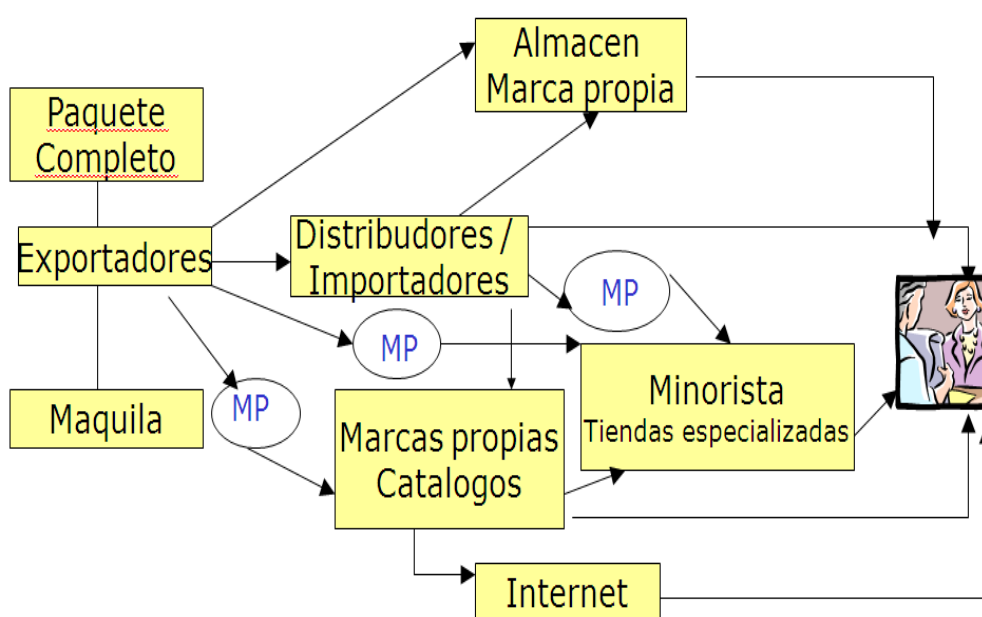 Almacen
Marca propia
Paquete
Completo
Exportadores
Distribudores /
Importadores
MP
MP
MP
Maquila
Minorista
Tiendas especializadas
Marcas propias
Catalogos
Internet